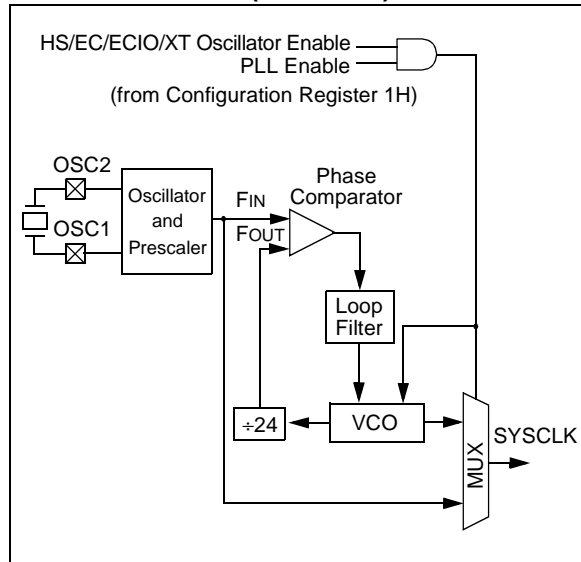 HS/EC/ECIO/XT Oscillator Enable
PLL Enable
(from Configuration Register 1H)
OSC2
OSC1
Oscillator
and
Prescaler
FIN
FOUT
Phase
Comparator
Loop
Filter
÷24
VCO
MUX
SYSCLK